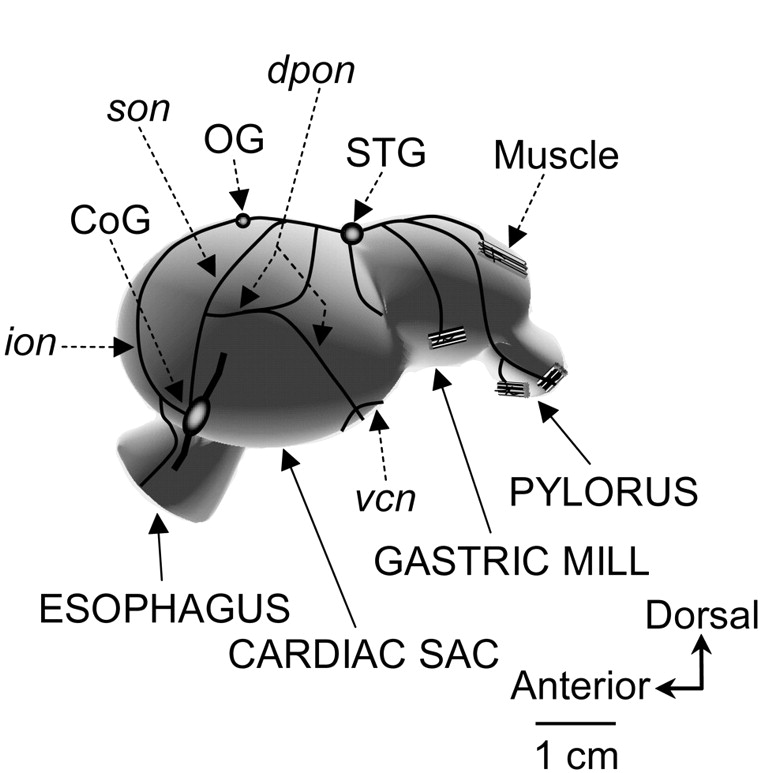 dpon
son
OG
STG
Muscle
CoG
ion
vcn
PYLORUS
GASTRIC MILL
ESOPHAGUS
CARDIAC SAC
Dorsal
Anterior
1 cm